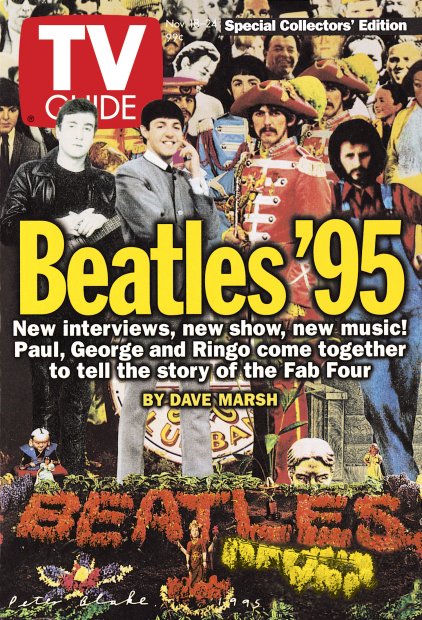 TV
GUIDE
®
Nov. 18-24
99¢
Special Collectors' Edition
Beatles '95
New interviews, new show, new music!
Paul, George and Ringo come together
to tell the story of the Fab Four
BY DAVE MARSH
BEATLES
Peter Blake. 1995